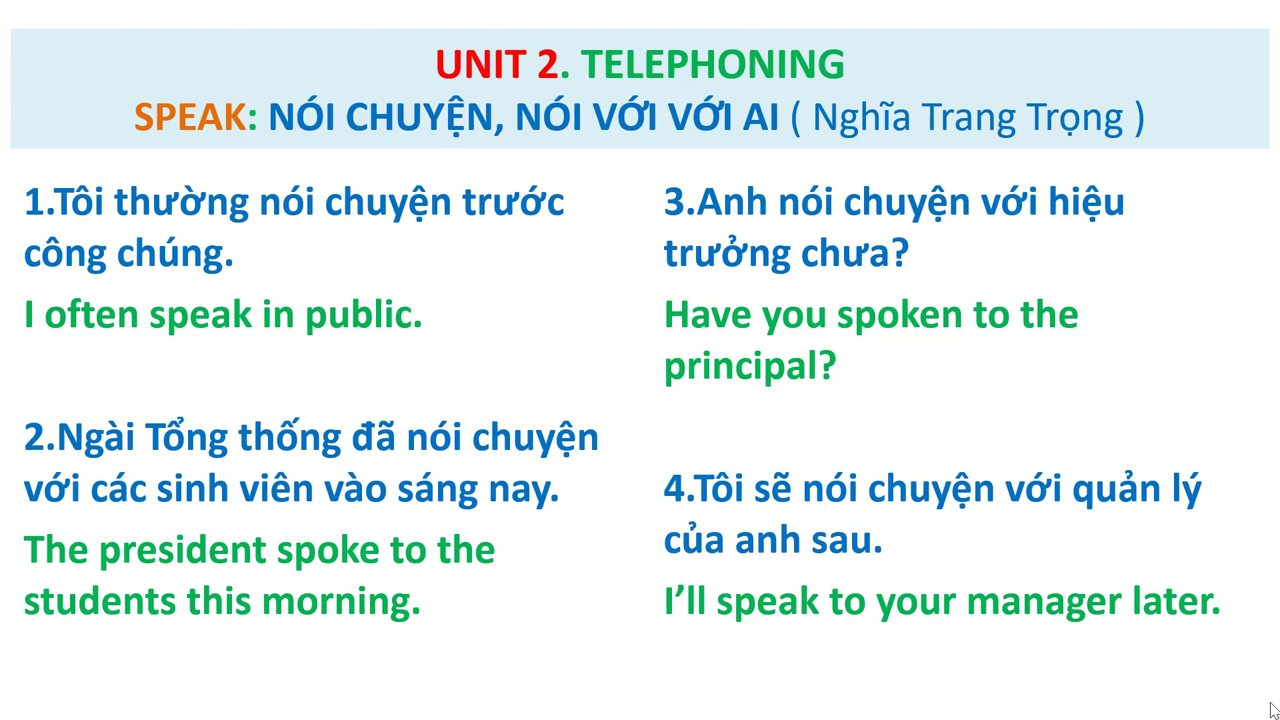 UNIT 2. TELEPHONING
SPEAK: NÓI CHUYỆN, NÓI VỚI VỚI AI ( Nghĩa Trang Trọng )
1.Tôi thường nói chuyện trước
công chúng.
I often speak in public.
2.Ngài Tổng thống đã nói chuyện
với các sinh viên vào sáng nay.
The president spoke to the
students this morning.
3.Anh nói chuyện với hiệu
trưởng chưa?
Have you spoken to the
principal?
4.Tôi sẽ nói chuyện với quản lý
của anh sau.
I’ll speak to your manager later.